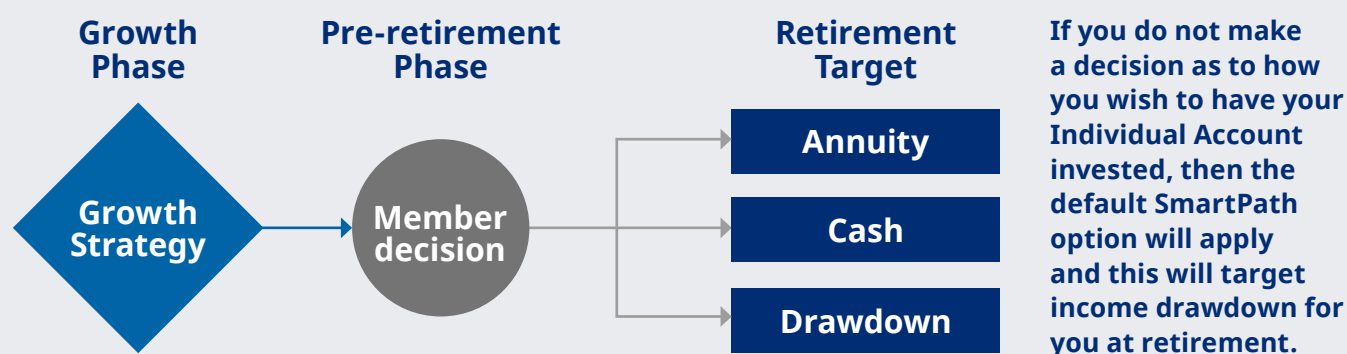 Growth
Phase
Pre-retirement
Phase
Retirement
Target
Growth
Strategy
Member
decision
Annuity
Cash
Drawdown
If you do not make
a decision as to how
you wish to have your
Individual Account
invested, then the
default SmartPath
option will apply
and this will target
income drawdown for
you at retirement.